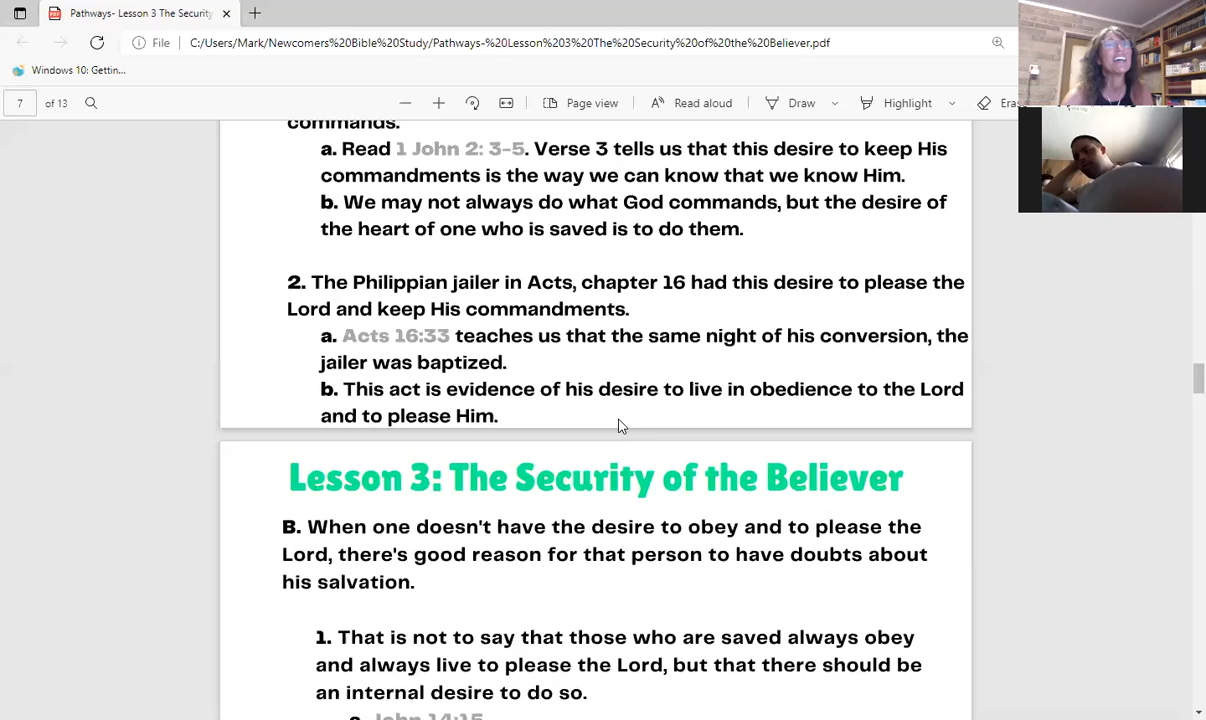 Pathways- Lesson 3 The Security
File
C:/Users/Mark/Newcomers%20Bible%20Study/Pathways-%20Lesson%203%20The%20Security%20of%20the%20Believer.pdf
Windows 10: Gettin...
7 of 13
Page view
Read aloud
Draw
Highlight
Eras
commands.
a. Read 1 John 2: 3-5. Verse 3 tells us that this desire to keep His
commandments is the way we can know that we know Him.
b. We may not always do what God commands, but the desire of
the heart of one who is saved is to do them.
2. The Philippian jailer in Acts, chapter 16 had this desire to please the
Lord and keep His commandments.
a. Acts 16:33 teaches us that the same night of his conversion, the
jailer was baptized.
b. This act is evidence of his desire to live in obedience to the Lord
and to please Him.
Lesson 3: The Security of the Believer
B. When one doesn't have the desire to obey and to please the
Lord, there's good reason for that person to have doubts about
his salvation.
1. That is not to say that those who are saved always obey
and always live to please the Lord, but that there should be
an internal desire to do so.
a. John 14:15